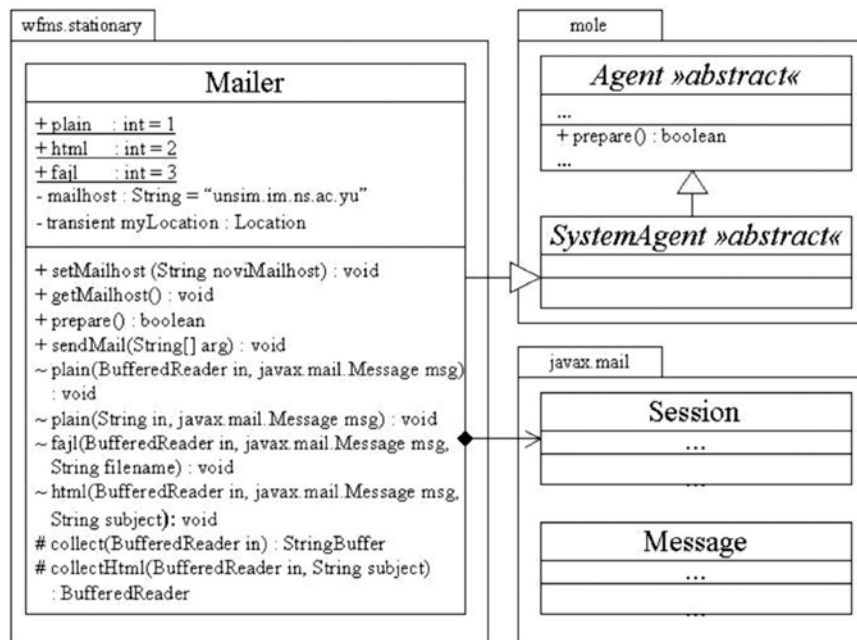 wfms.stationary
Mailer
+ plain : int = 1
+ html : int = 2
+ fajl : int = 3
- mailhost : String = “unsim.im.ns.ac.yu”
- transient myLocation : Location
+ setMailhost (String noviMailhost) : void
+ getMailhost() : void
+ prepare() : boolean
+ sendMail(String[] arg) : void
~ plain(BufferedReader in, javax.mail.Message msg)
: void
~ plain(String in, javax.mail.Message msg) : void
~ fajl(BufferedReader in, javax.mail.Message msg,
String filename) : void
~ html(BufferedReader in, javax.mail.Message msg,
String subject): void
# collect(BufferedReader in) : StringBuffer
# collectHtml(BufferedReader in, String subject)
: BufferedReader
mole
Agent »abstract«
...
+ prepare() : boolean
...
SystemAgent »abstract«
javax.mail
Session
...
...
Message
...
...